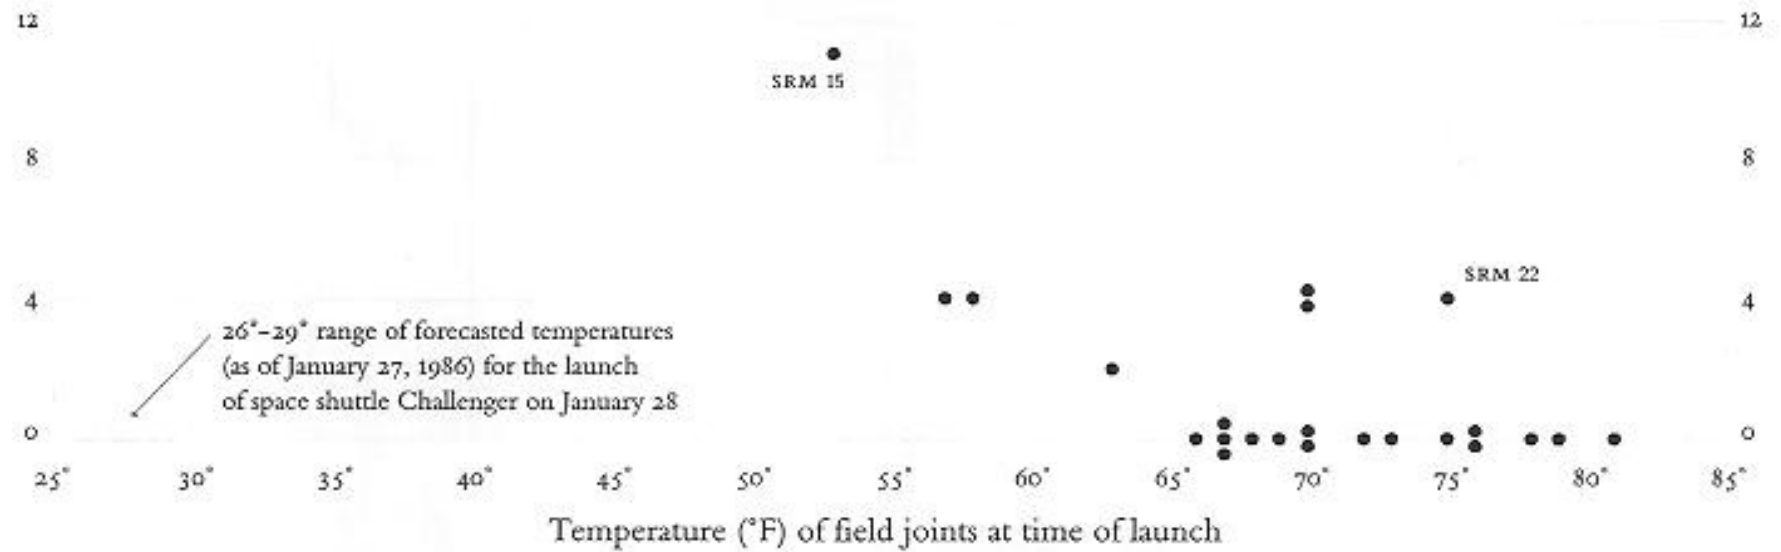 12 12
SRM 15
8 8
SRM 22
4 4
26°-29° range of forecasted temperatures
(as of January 27, 1986) for the launch
of space shuttle Challenger on January 28
0 0
25° 30° 35° 40° 45° 50° 55° 60° 65° 70° 75° 80° 85°
Temperature (°F) of field joints at time of launch